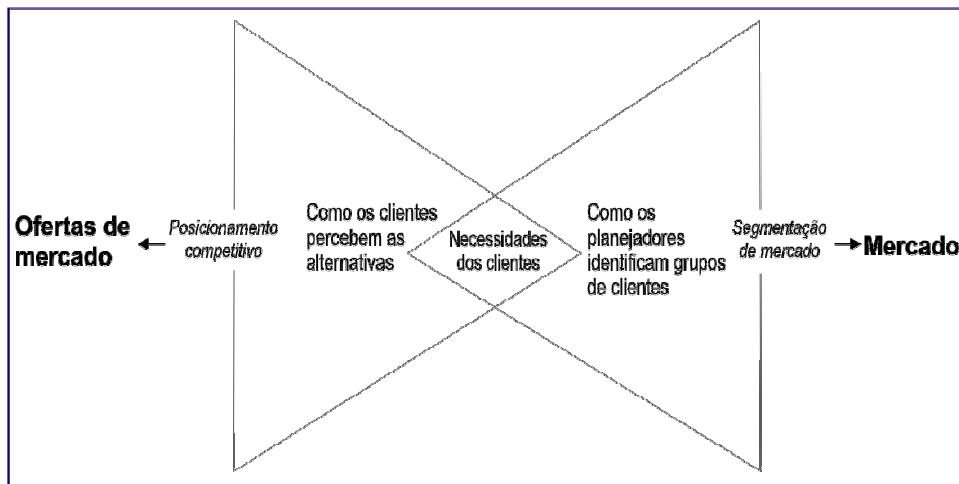 Ofertas de
mercado
Posicionamento
competitivo
Como os clientes
percebem as
alternativas
Necessidades
dos clientes
Como os
planejadores
identificam grupos
de clientes
Segmentação
de mercado
Mercado